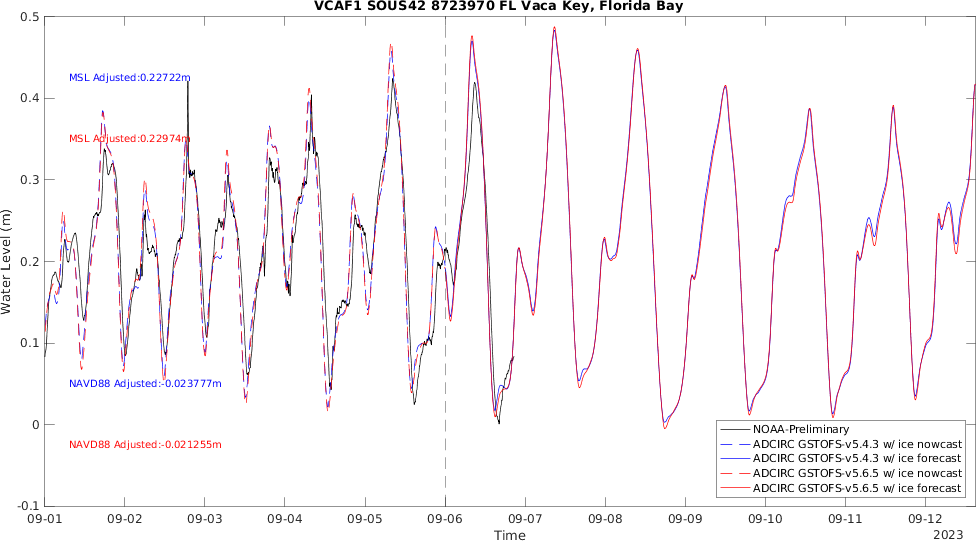 VCAF1 SOUS42 8723970 FL Vaca Key, Florida Bay
0.5
0.4
0.3
0.2
0.1
0
-0.1
Water Level (m)
MSL Adjusted:0.22722m
MSL Adjusted:0.22974m
NAVD88 Adjusted:-0.023777m
NAVD88 Adjusted:-0.021255m
NOAA-Preliminary
ADCIRC GSTOFS-v5.4.3 w/ ice nowcast
ADCIRC GSTOFS-v5.4.3 w/ ice forecast
ADCIRC GSTOFS-v5.6.5 w/ ice nowcast
ADCIRC GSTOFS-v5.6.5 w/ ice forecast
09-01 09-02 09-03 09-04 09-05 09-06 09-07 09-08 09-09 09-10 09-11 09-12
2023
Time